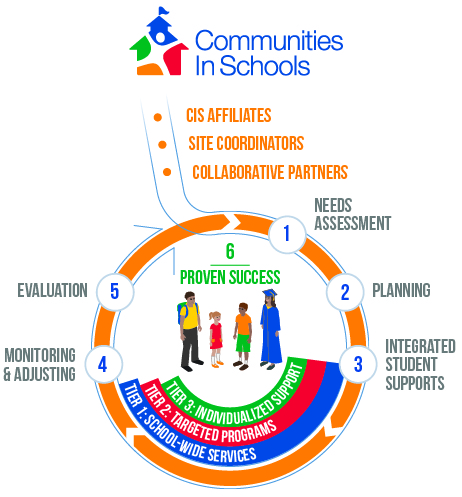 Communities
In Schools
CIS AFFILIATES
SITE COORDINATORS
COLLABORATIVE PARTNERS
NEEDS
ASSESSMENT
1
6
PROVEN SUCCESS
EVALUATION
5
2
PLANNING
MONITORING
& ADJUSTING
4
3
INTEGRATED
STUDENT
SUPPORTS
TIER 3: INDIVIDUALIZED SUPPORT
TIER 2: TARGETED PROGRAMS
TIER 1: SCHOOL-WIDE SERVICES